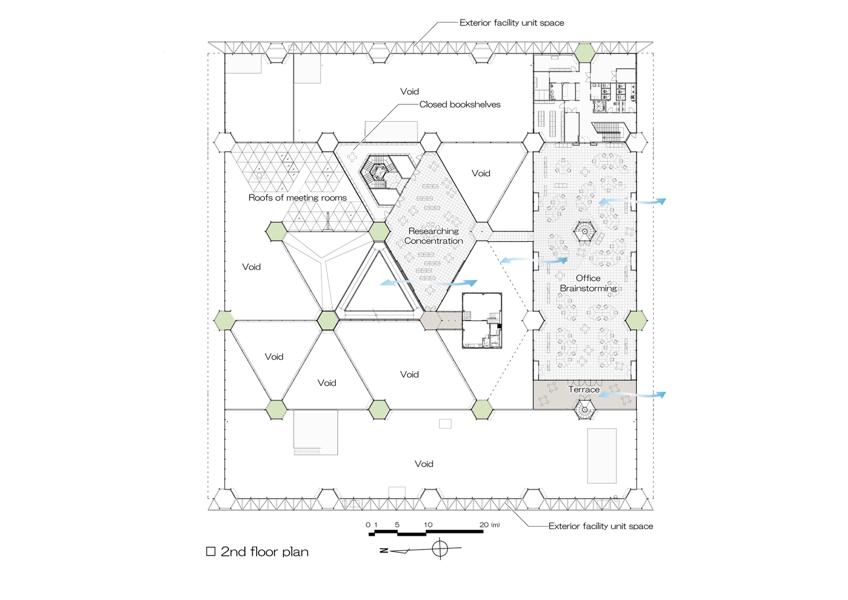 Exterior facility unit space
Void
Closed bookshelves
Void
Roofs of meeting rooms
Researching
Concentration
Void
Office
Brainstorming
Void
Void
Void
Terrace
Void
Exterior facility unit space
0 1 5 10 20 (m)
N
2nd floor plan